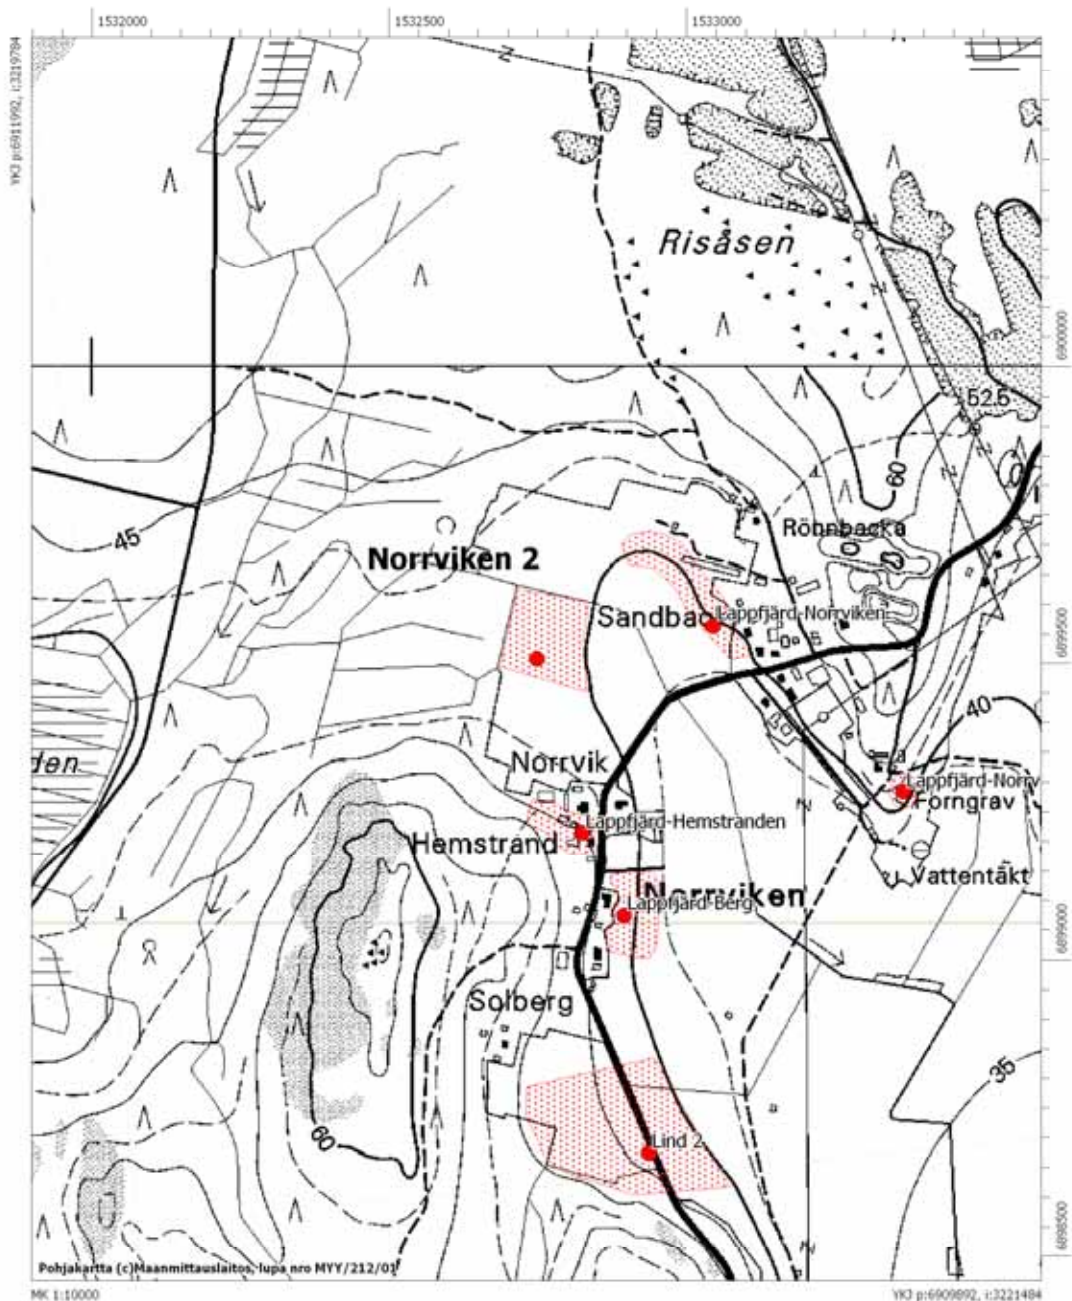 1532000
1532500
1533000
YKJ p:6911992, i:3219784
Risåsen
6900000
52.5
60
45
Rönnbacka
Norrviken 2
Sandbac
Lappfjärd-Norrviken
6899500
40
den
Norrvik
Lappfjärd-Norrv
Forngrav
Lappfjärd-Hemstranden
Hemstrand
Vattentäkt
Norrviken
Lappfjärd-Berg
6899000
Solberg
35
60
Lind 2
6898500
Pohjakartta (c)Maanmittauslaitos, lupa nro MYY/212/01
MK 1:10000
YKJ p:6909892, i:3221484